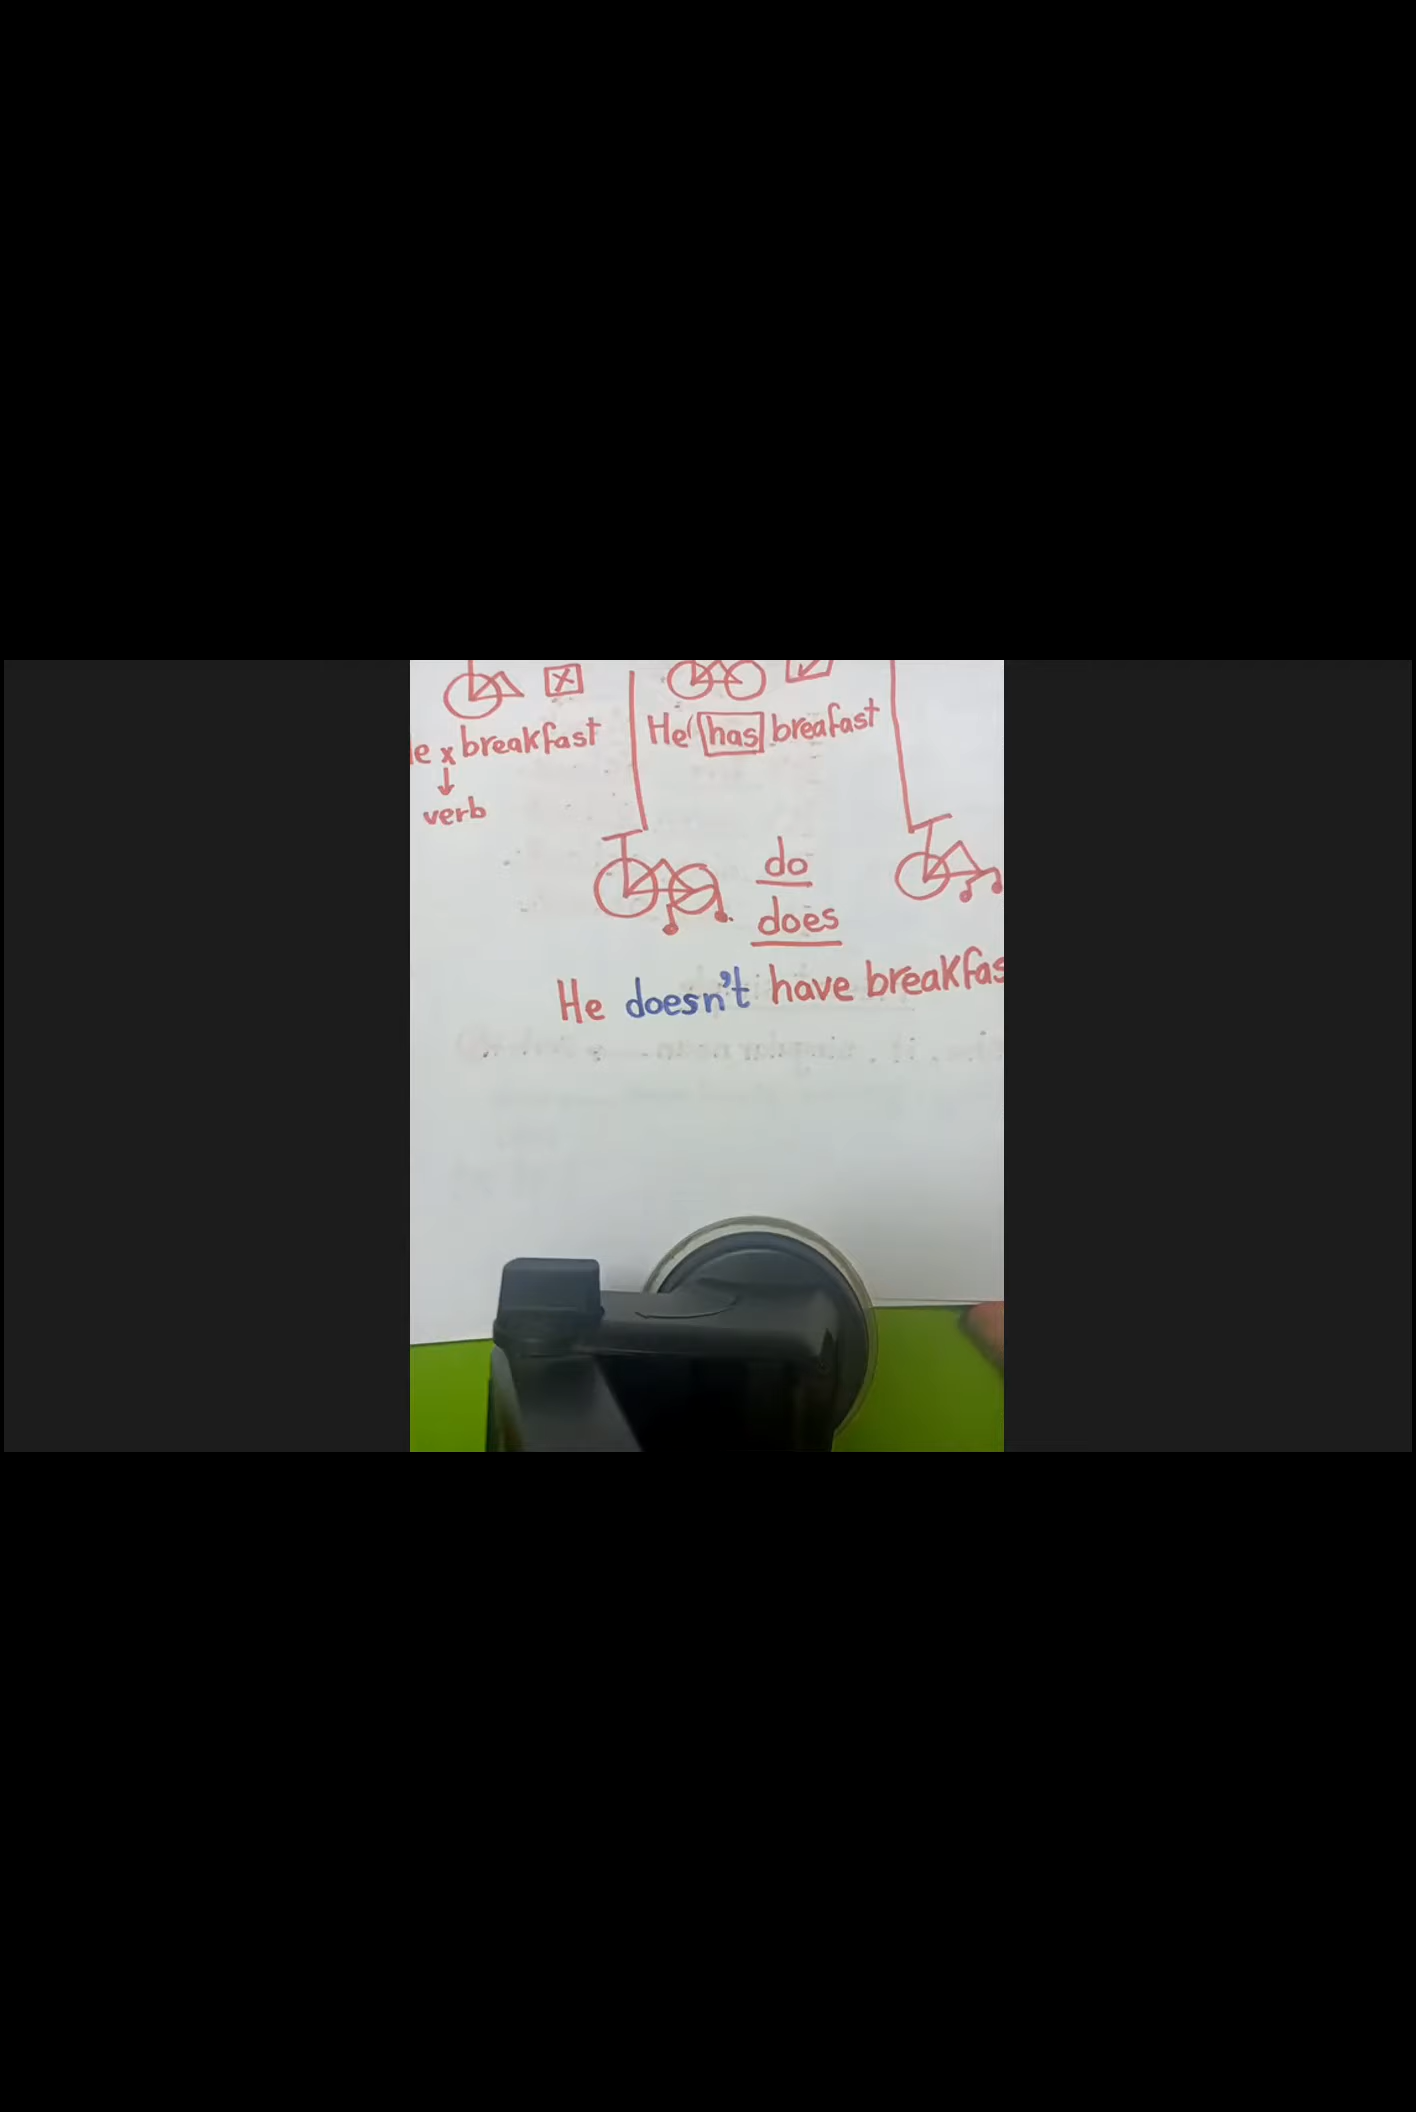 x
e x breakfast
verb
He has breafast
do
does
He doesn't have breakfas